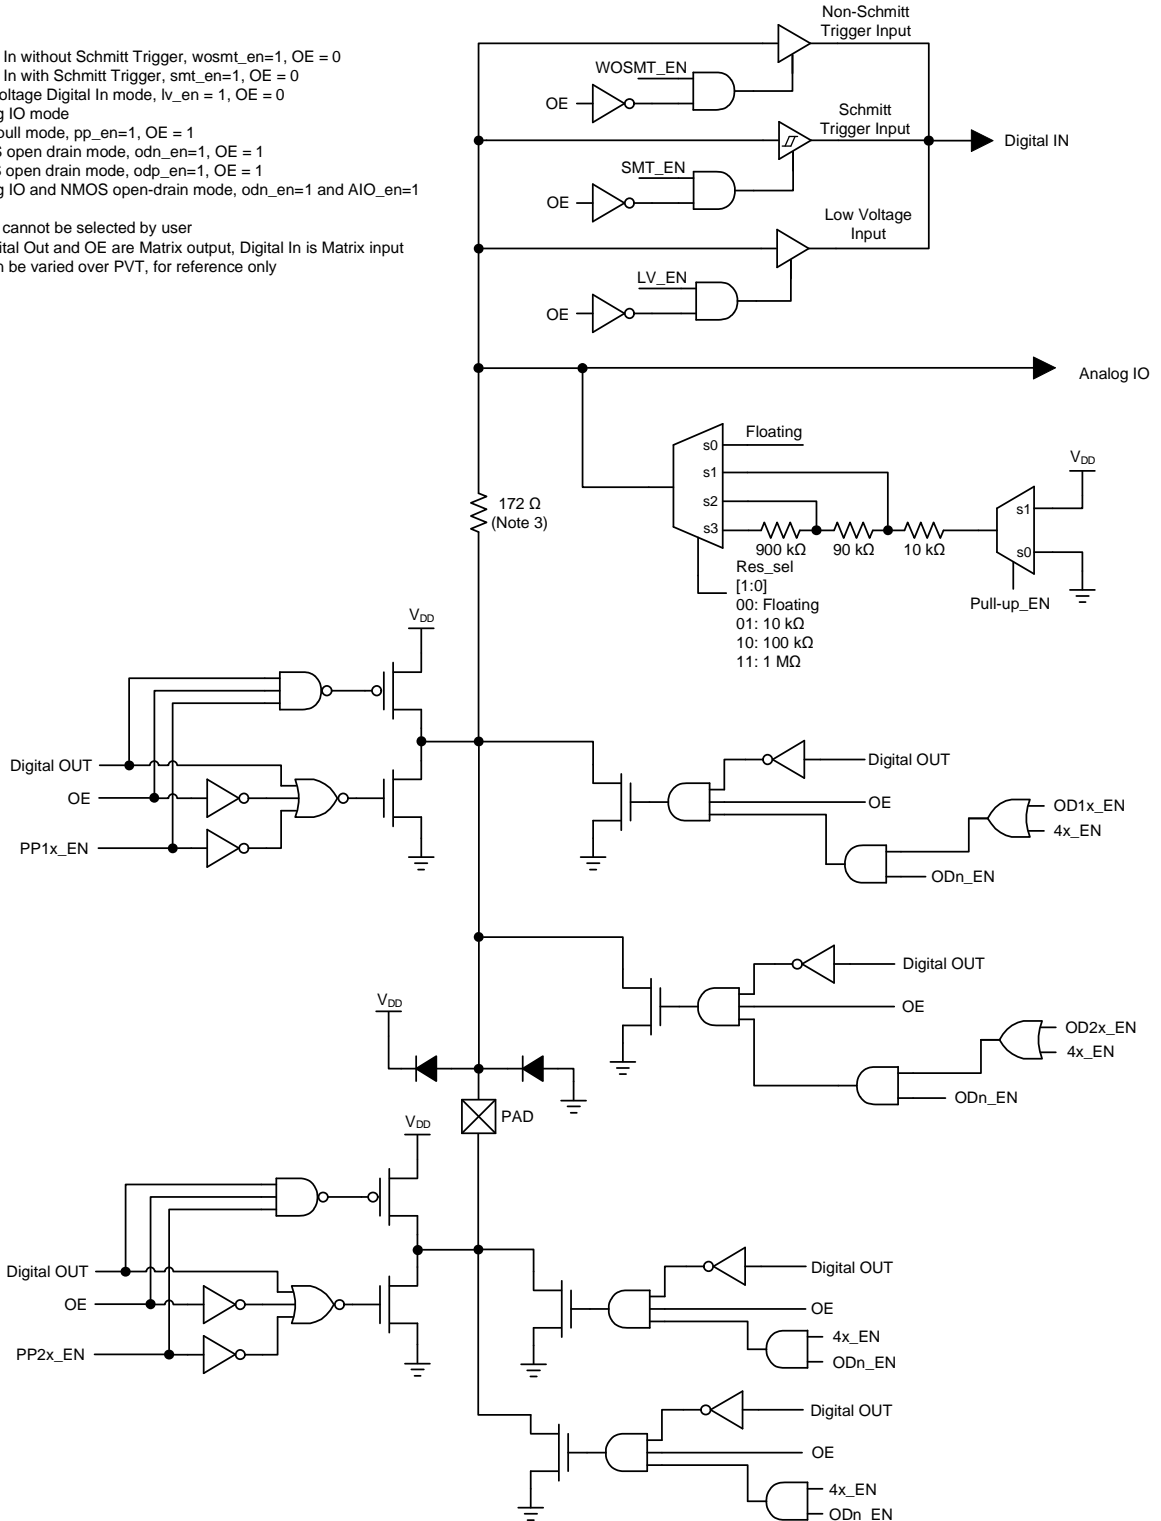 Non-Schmitt
Trigger Input
In without Schmitt Trigger, wosmt_en=1, OE = 0
In with Schmitt Trigger, smt_en=1, OE = 0
oltage Digital In mode, lv_en = 1, OE = 0
g IO mode
oull mode, pp_en=1, OE = 1
S open drain mode, odn_en=1, OE = 1
S open drain mode, odp_en=1, OE = 1
g IO and NMOS open-drain mode, odn_en=1 and AIO_en=1
cannot be selected by user
ital Out and OE are Matrix output, Digital In is Matrix input
n be varied over PVT, for reference only
WOSMT_EN
OE
Schmitt
Trigger Input
Digital IN
SMT_EN
OE
Low Voltage
Input
LV_EN
OE
Analog IO
s0
Floating
s1
s2
s3
900 kΩ
90 kΩ
10 kΩ
VDD
s1
s0
Pull-up_EN
172 Ω
(Note 3)
Res_sel
[1:0]
00: Floating
01: 10 kΩ
10: 100 kΩ
11: 1 MΩ
VDD
Digital OUT
OE
PP1x_EN
Digital OUT
OE
OD1x_EN
4x_EN
ODn_EN
Digital OUT
OE
OD2x_EN
4x_EN
ODn_EN
VDD
PAD
VDD
Digital OUT
OE
PP2x_EN
Digital OUT
OE
4x_EN
ODn_EN
Digital OUT
OE
4x_EN
ODn_EN